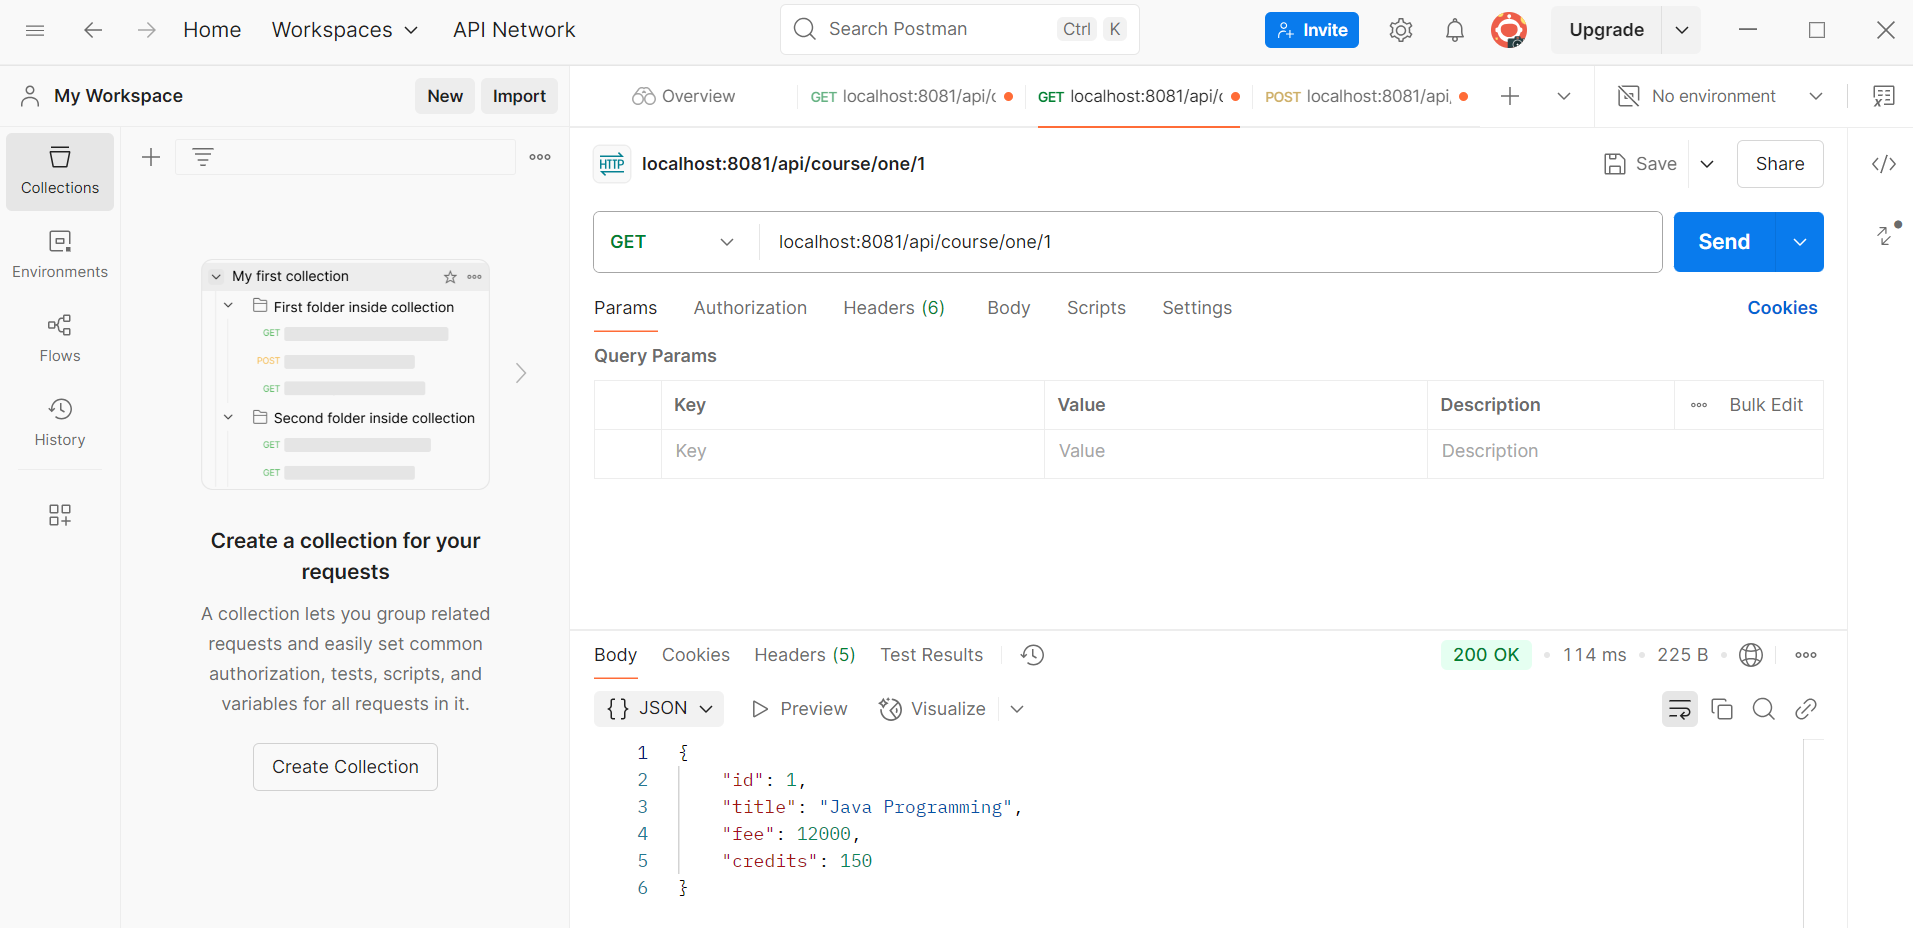 Home Workspaces API Network Search Postman Ctrl K Invite Upgrade
My Workspace New Import
Overview GET localhost:8081/api/c GET localhost:8081/api/c POST localhost:8081/api, No environment
Collections
Environments
Flows
History
My first collection
First folder inside collection
GET
POST
GET
Second folder inside collection
GET
GET
Create a collection for your
requests
A collection lets you group related
requests and easily set common
authorization, tests, scripts, and
variables for all requests in it.
Create Collection
HTTP localhost:8081/api/course/one/1 Save Share
GET localhost:8081/api/course/one/1 Send
Params Authorization Headers (6) Body Scripts Settings Cookies
Query Params
Key Value Description Bulk Edit
Key Value Description
Body Cookies Headers (5) Test Results 200 OK • 114 ms • 225 B •
{} JSON Preview Visualize
1 {
2 "id": 1,
3 "title": "Java Programming",
4 "fee": 12000,
5 "credits": 150
6 }